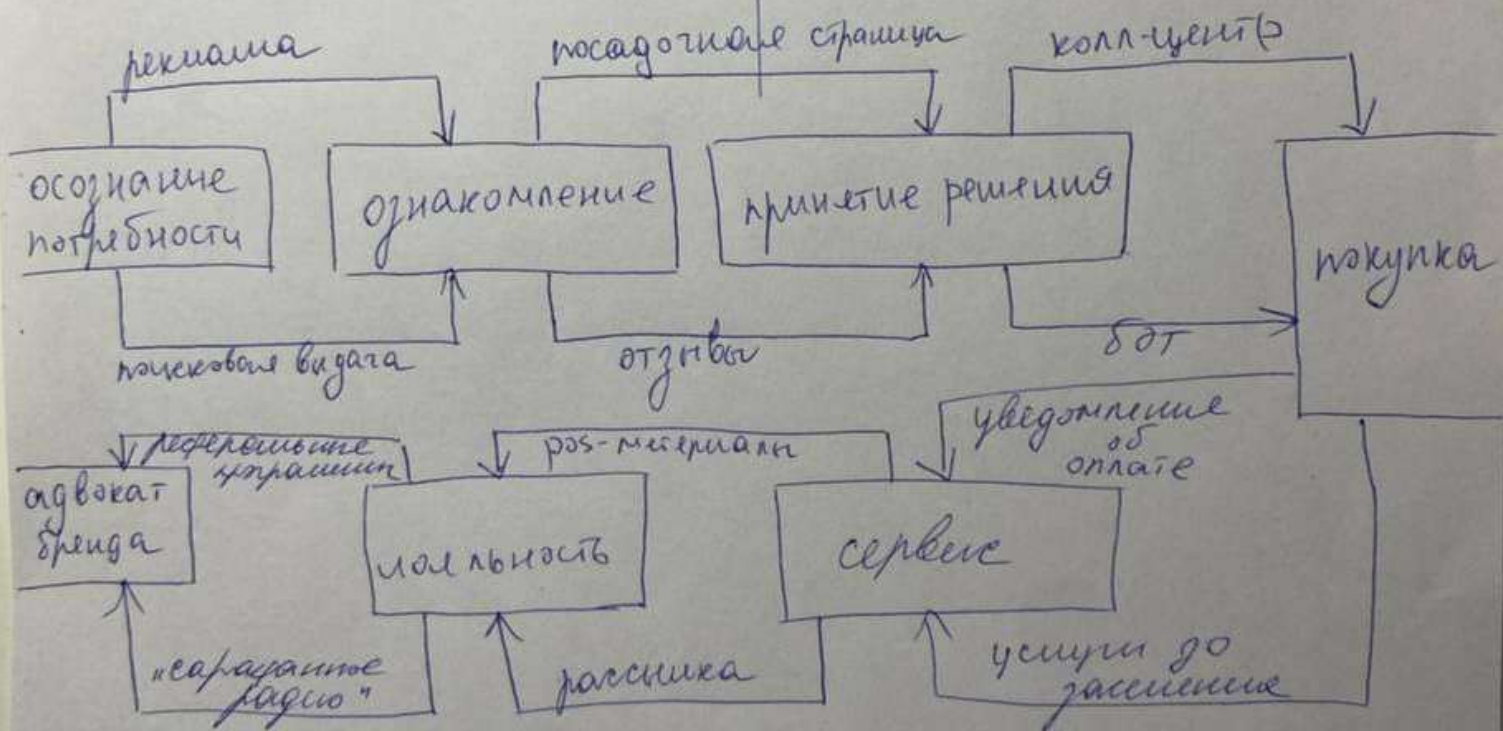 реклама
посадочная страница
колл-центр
осознание
потребности
ознакомление
принятие решения
покупка
поисковая выдача
отзывы
бот
уведомление
об
оплате
реферальные
программы
pos-материалы
адвокат
бренда
лояльность
сервис
"сарафанное
радио"
рассылка
услуги до
заселения